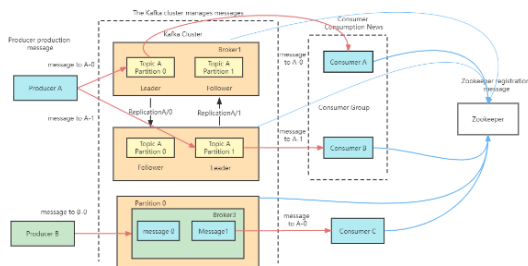 The Kafka cluster manages messages
Producer production
message
Kafka Cluster
Consumer
Consumption News
Broker1
message to A-0
Topic A
Partition 0
Topic A
Partition 1
message to
A-0
Consumer A
Producer A
Leader
Follower
Zookeeper registration
message
message to
A-1
ReplicationA/0
ReplicationA/1
Consumer Group
Zookeeper
Topic A
Partition 0
Topic A
Partition 1
message to
A-1
Consumer B
Follower
Leader
Partition 0
Broker3
message to B-0
message to
A-0
Producer B
message 0
Message1
Consumer C